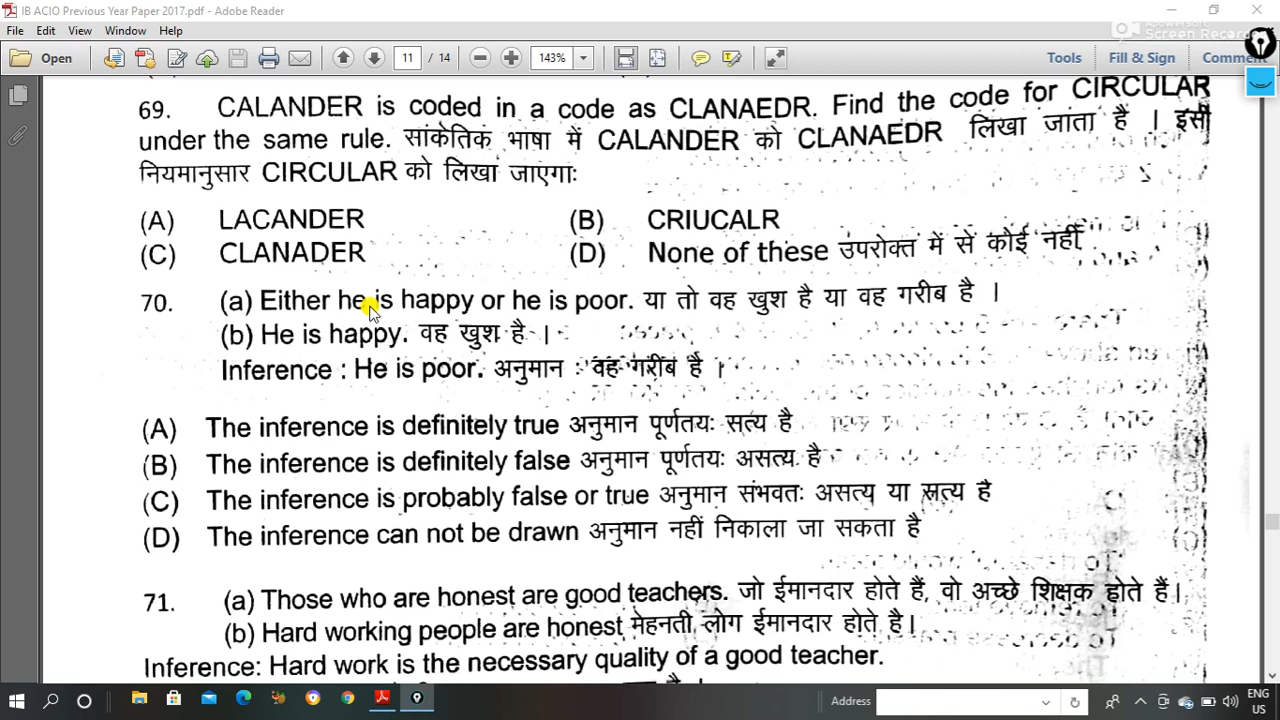 IB ACIO Previous Year Paper 2017.pdf - Adobe Reader
File Edit View Window Help
Open 11 / 14 143% Tools Fill & Sign Comment
69. CALANDER is coded in a code as CLANAEDR. Find the code for CIRCULAR
under the same rule. सांकेतिक भाषा में CALANDER को CLANAEDR लिखा जाता है । इसी
नियमानुसार CIRCULAR को लिखा जाएगाः
(A) LACANDER (B) CRIUCALR
(C) CLANADER (D) None of these उपरोक्त में से कोई नहीं
70. (a) Either he is happy or he is poor. या तो वह खुश है या वह गरीब है ।
(b) He is happy. वह खुश है ।
Inference : He is poor. अनुमान : वह गरीब है ।
(A) The inference is definitely true अनुमान पूर्णतयः सत्य है
(B) The inference is definitely false अनुमान पूर्णतयः असत्य है
(C) The inference is probably false or true अनुमान संभवतः असत्य या सत्य है
(D) The inference can not be drawn अनुमान नहीं निकाला जा सकता है
71. (a) Those who are honest are good teachers. जो ईमानदार होते हैं, वो अच्छे शिक्षक होते हैं।
(b) Hard working people are honest मेहनती लोग ईमानदार होते है।
Inference: Hard work is the necessary quality of a good teacher.
Address ENG
US